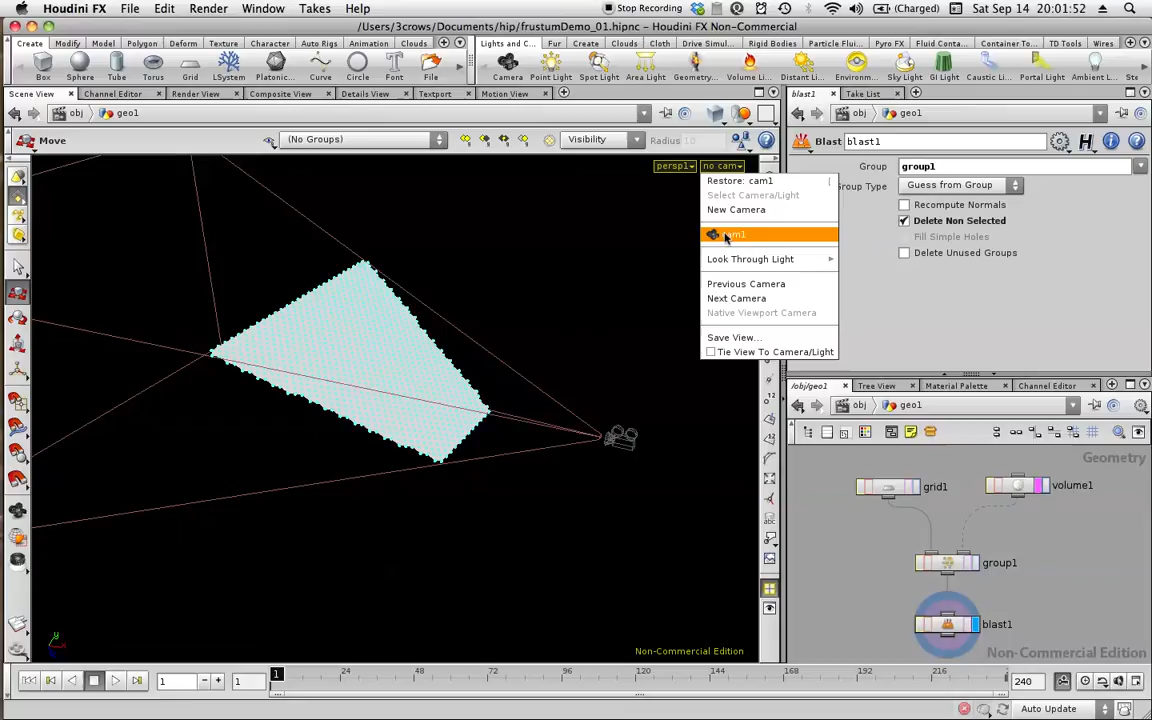 Houdini FX File Edit Render Window Takes Help Stop Recording (Charged) Sat Sep 14 20:01:52
/Users/3crows/Documents/hip/frustumDemo_01.hipnc - Houdini FX Non-Commercial
Create Modify Model Polygon Deform Texture Character Auto Rigs Animation Clouds Lights and C... Fur Create Clouds Cloth Drive Simul... Rigid Bodies Particle Flui... Pyro FX Fluid Conta... Container To... TD Tools Wires
Box Sphere Tube Torus Grid LSystem Platonic... Curve Circle Font File Camera Point Light Spot Light Area Light Geometry... Volume Li... Distant Li... Environm... Sky Light GI Light Caustic Li... Portal Light Ambient L... Ste
Scene View Channel Editor Render View Composite View Details View Textport Motion View blast1 Take List
obj geo1 obj geo1
Move (No Groups) Visibility Radius 10 Blast blast1
persp1 no cam Group group1
Restore: cam1
Group Type Guess from Group
Select Camera/Light
Recompute Normals
New Camera
Delete Non Selected
cam1
Fill Simple Holes
Delete Unused Groups
Look Through Light
Previous Camera
Next Camera
Native Viewport Camera
Save View...
Tie View To Camera/Light
/obj/geo1 Tree View Material Palette Channel Editor
obj geo1
Geometry
grid1 volume1
group1
blast1
Non-Commercial Edition Non-Commercial Edition
1 1 1 24 48 72 96 120 144 168 192 216 240
Auto Update